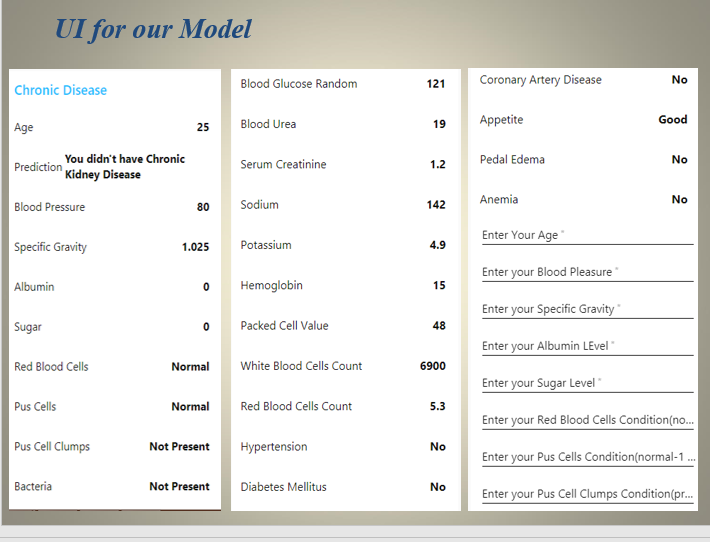 UI for our Model
Chronic Disease
Age 25
Prediction You didn't have Chronic
Kidney Disease
Blood Pressure 80
Specific Gravity 1.025
Albumin 0
Sugar 0
Red Blood Cells Normal
Pus Cells Normal
Pus Cell Clumps Not Present
Bacteria Not Present
Blood Glucose Random 121
Blood Urea 19
Serum Creatinine 1.2
Sodium 142
Potassium 4.9
Hemoglobin 15
Packed Cell Value 48
White Blood Cells Count 6900
Red Blood Cells Count 5.3
Hypertension No
Diabetes Mellitus No
Coronary Artery Disease No
Appetite Good
Pedal Edema No
Anemia No
Enter Your Age *
Enter your Blood Pleasure *
Enter your Specific Gravity *
Enter your Albumin LEvel *
Enter your Sugar Level *
Enter your Red Blood Cells Condition(no...
Enter your Pus Cells Condition(normal-1 ...
Enter your Pus Cell Clumps Condition(pr...